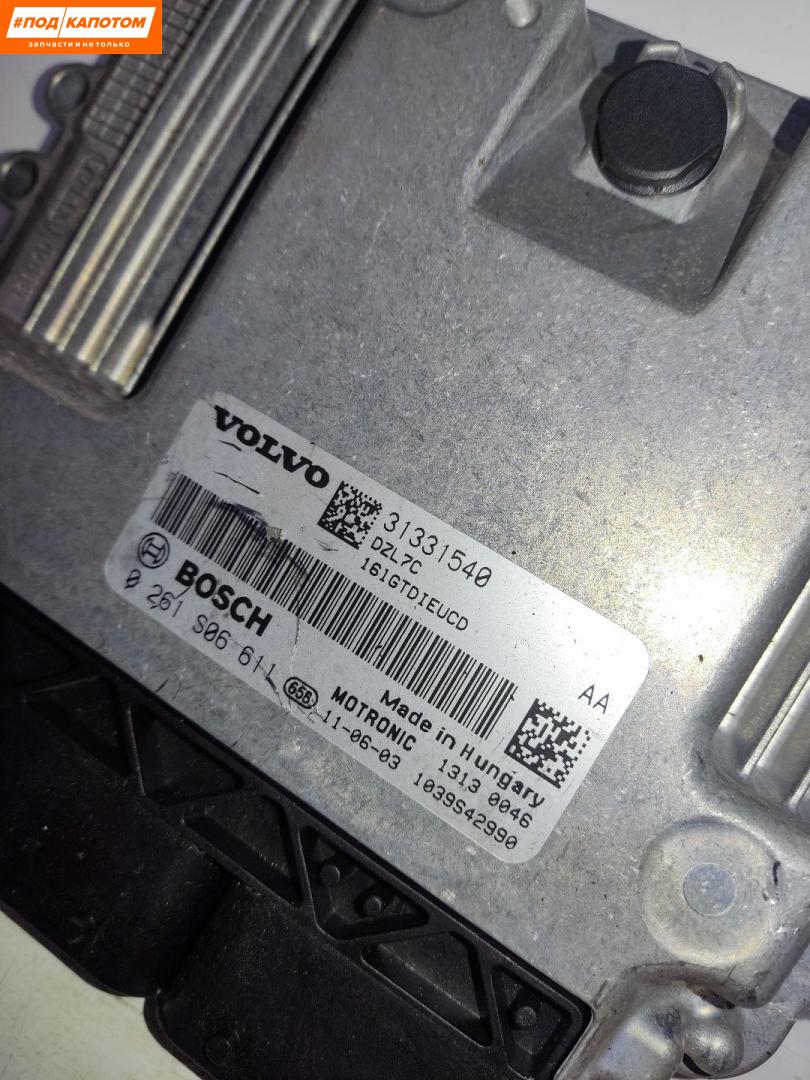 #ПОД КАПОТОМ
запчасти и не только
VOLVO
31331540
DZL7C
161GTDIEUCD
BOSCH
0 261 S06 611
65B
MOTRONIC
11-06-03
Made in Hungary
1313 0046
1039S42990
AA